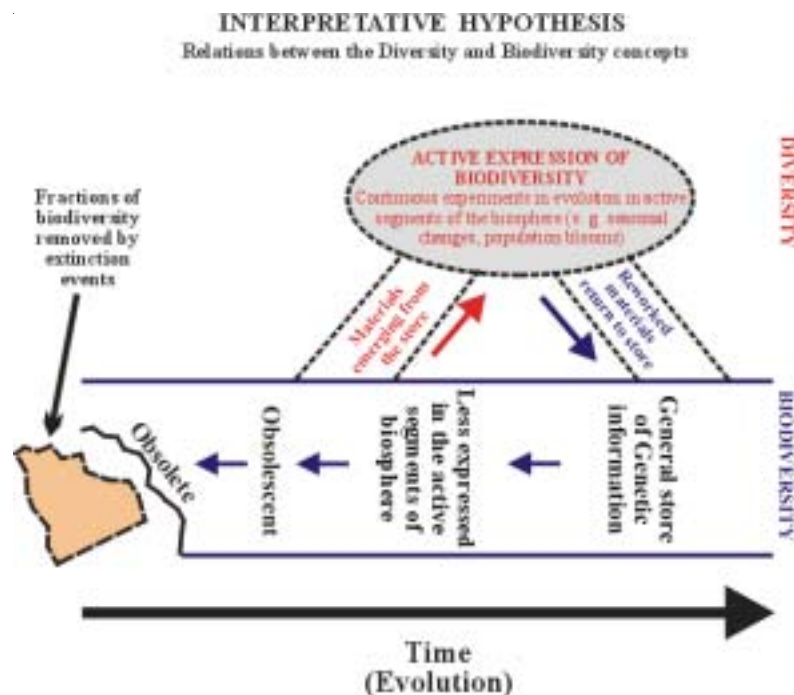 INTERPRETATIVE HYPOTHESIS
Relations between the Diversity and Biodiversity concepts
DIVERSITY
ACTIVE EXPRESSION OF
BIODIVERSITY
Continuous experiments in evolution in active
segments of the biosphere (e. g. seasonal
changes, population blooms)
Fractions of
biodiversity
removed by
extinction
events
Materials
emerging from
the store
Reworked
materials
return to store
BIODIVERSITY
Obsolete
Obsolescent
Less expressed
in the active
segments of
biosphere
General store
of Genetic
information
Time
(Evolution)